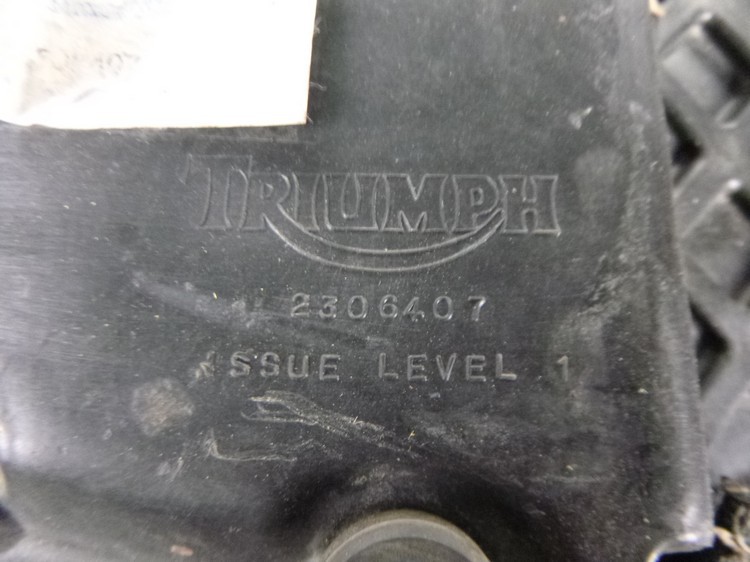 TRIUMPH
2306407
ISSUE LEVEL 1